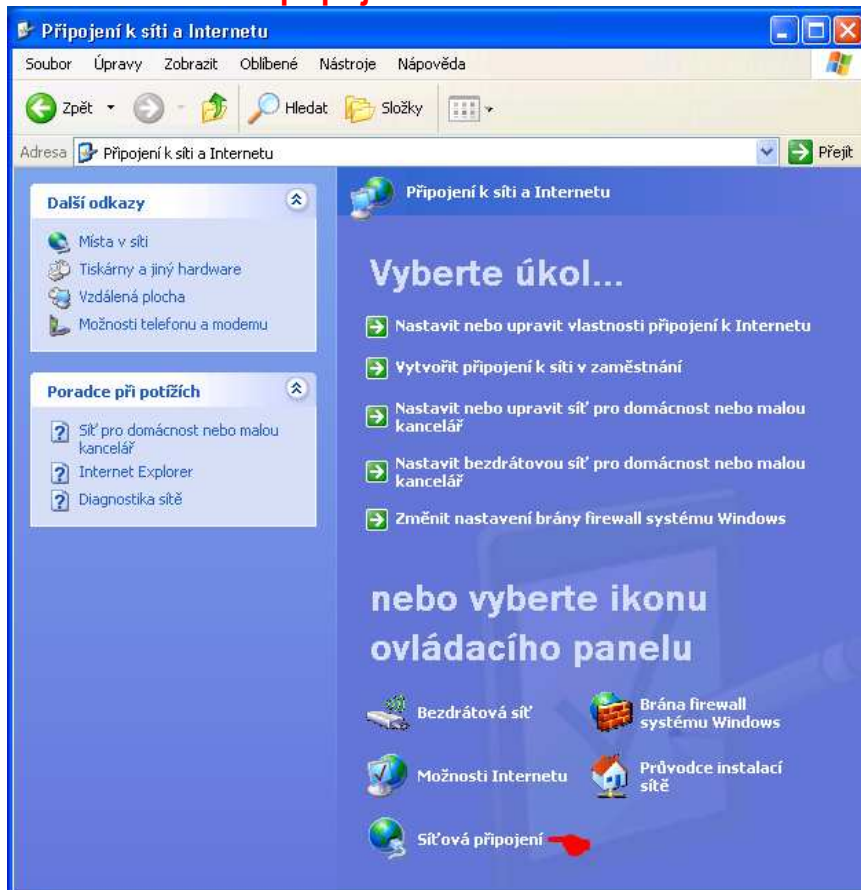 Připojení k síti a Internetu
Soubor Úpravy Zobrazit Oblíbené Nástroje Nápověda
Zpět Hledat Složky
Adresa Připojení k síti a Internetu Přejít
Další odkazy
Místa v síti
Tiskárny a jiný hardware
Vzdálená plocha
Možnosti telefonu a modemu
Poradce při potížích
Síť pro domácnost nebo malou
kancelář
Internet Explorer
Diagnostika sítě
Připojení k síti a Internetu
Vyberte úkol...
Nastavit nebo upravit vlastnosti připojení k Internetu
Vytvořit připojení k síti v zaměstnání
Nastavit nebo upravit síť pro domácnost nebo malou
kancelář
Nastavit bezdrátovou síť pro domácnost nebo malou
kancelář
Změnit nastavení brány firewall systému Windows
nebo vyberte ikonu
ovládacího panelu
Bezdrátová síť
Brána firewall
systému Windows
Možnosti Internetu
Průvodce instalací
sítě
Síťová připojení